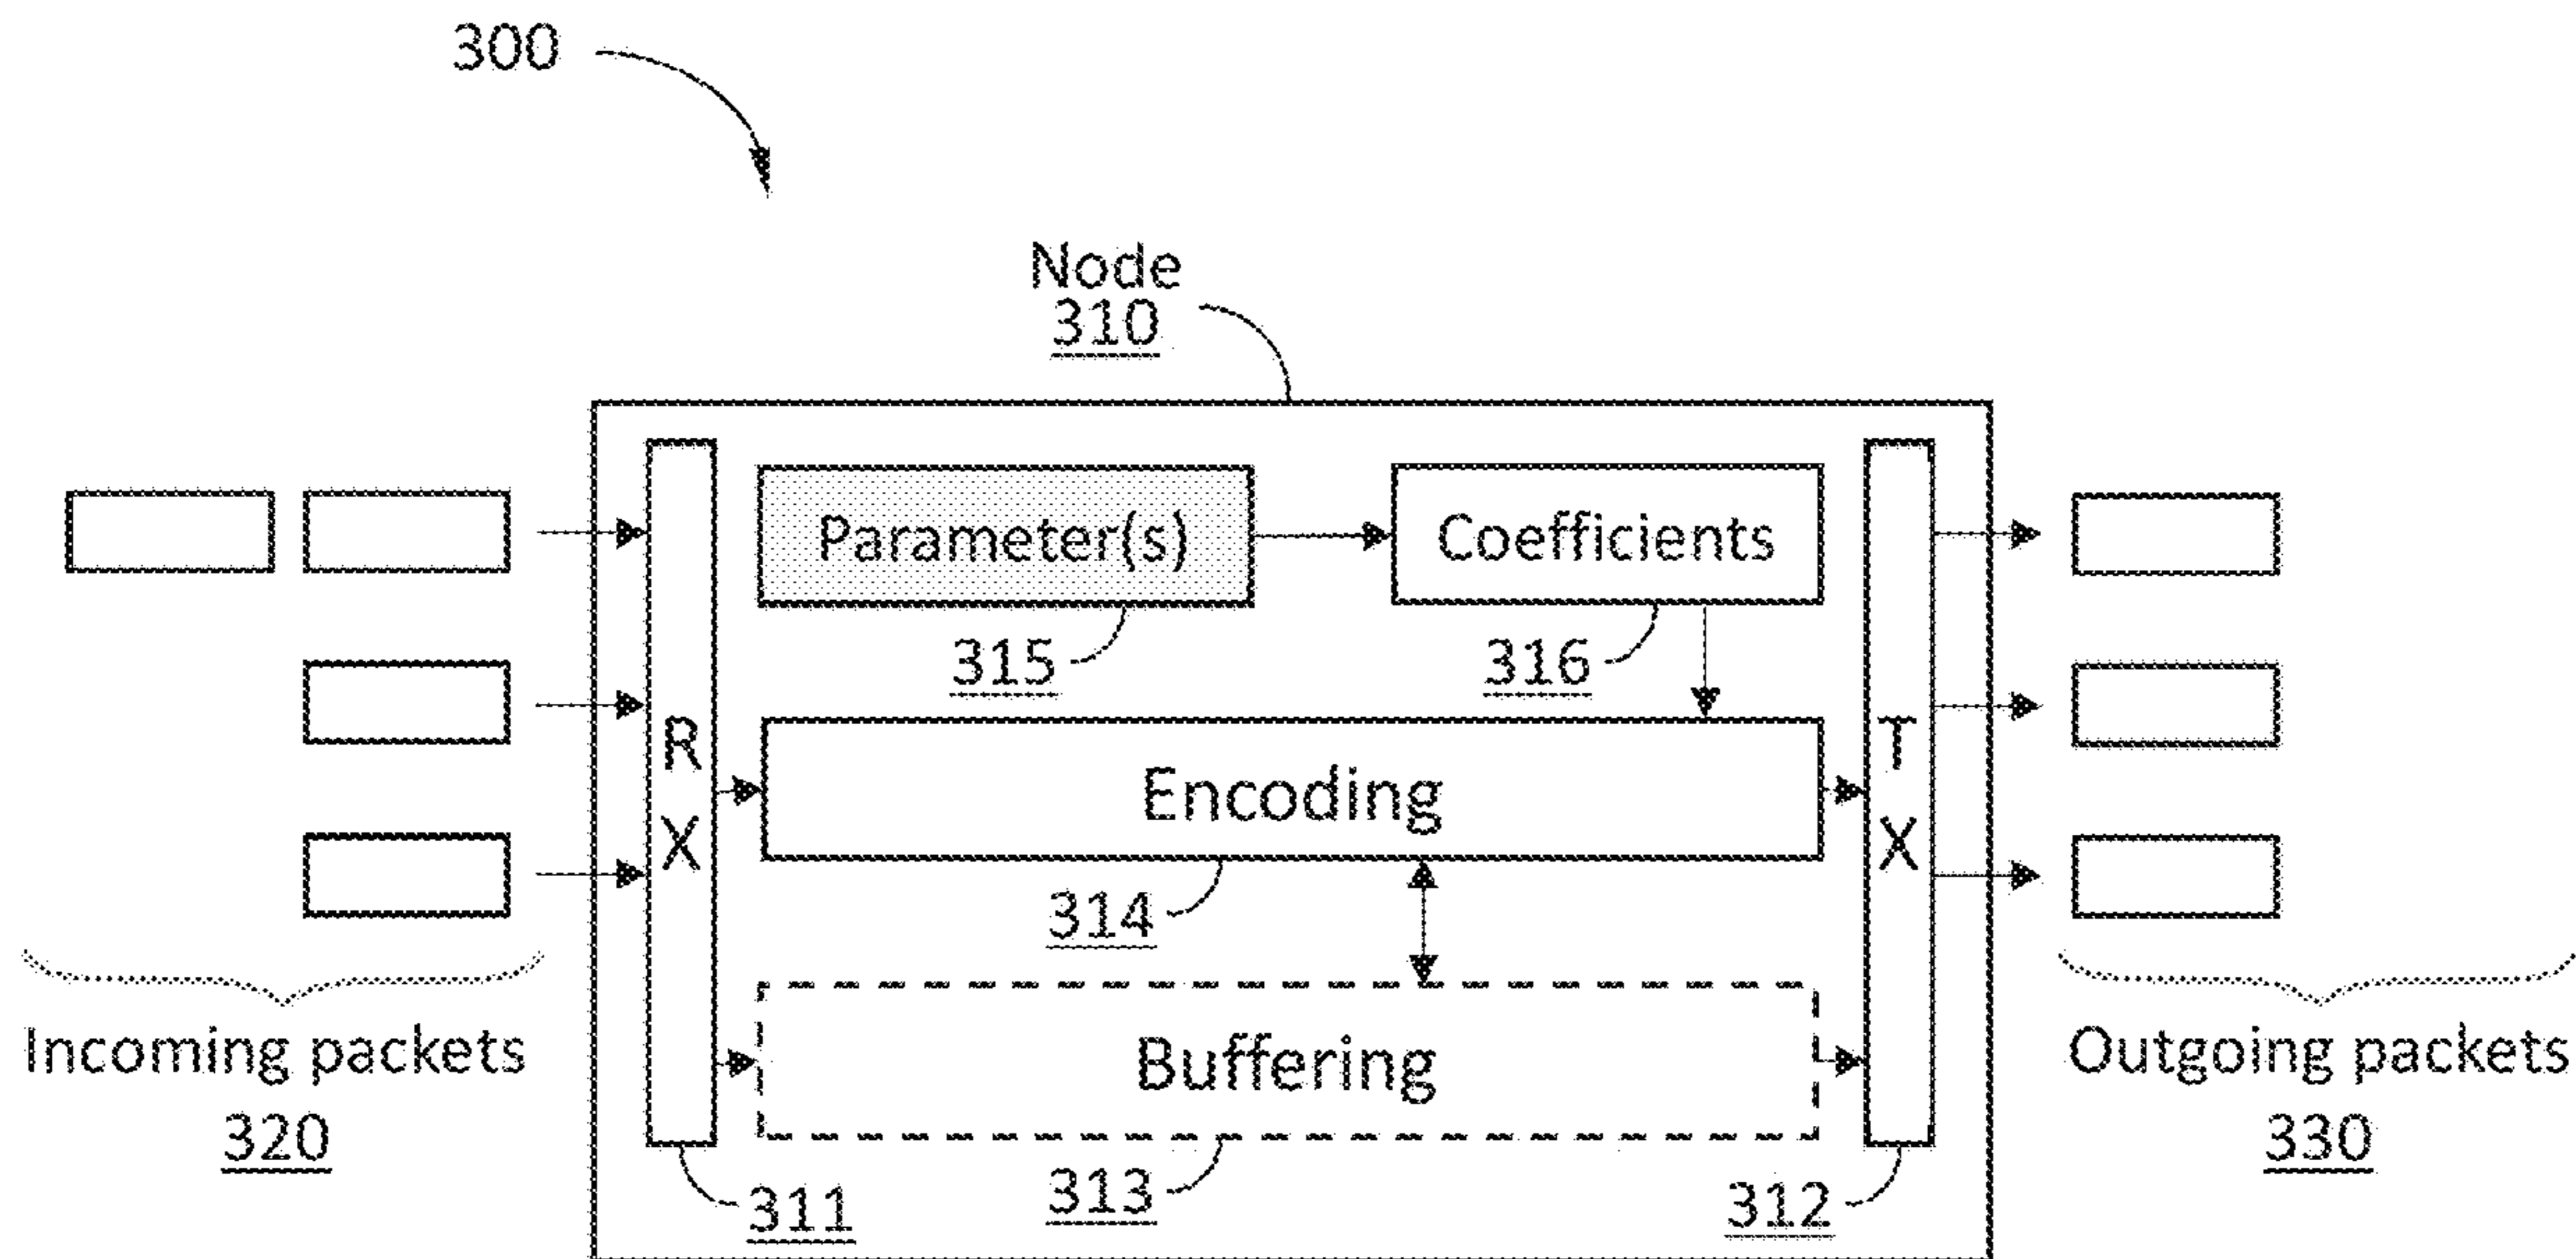 300
Node
310
Parameter(s)
Coefficients
315
316
R
X
Encoding
T
X
314
Buffering
Incoming packets
320
Outgoing packets
330
313
311
312